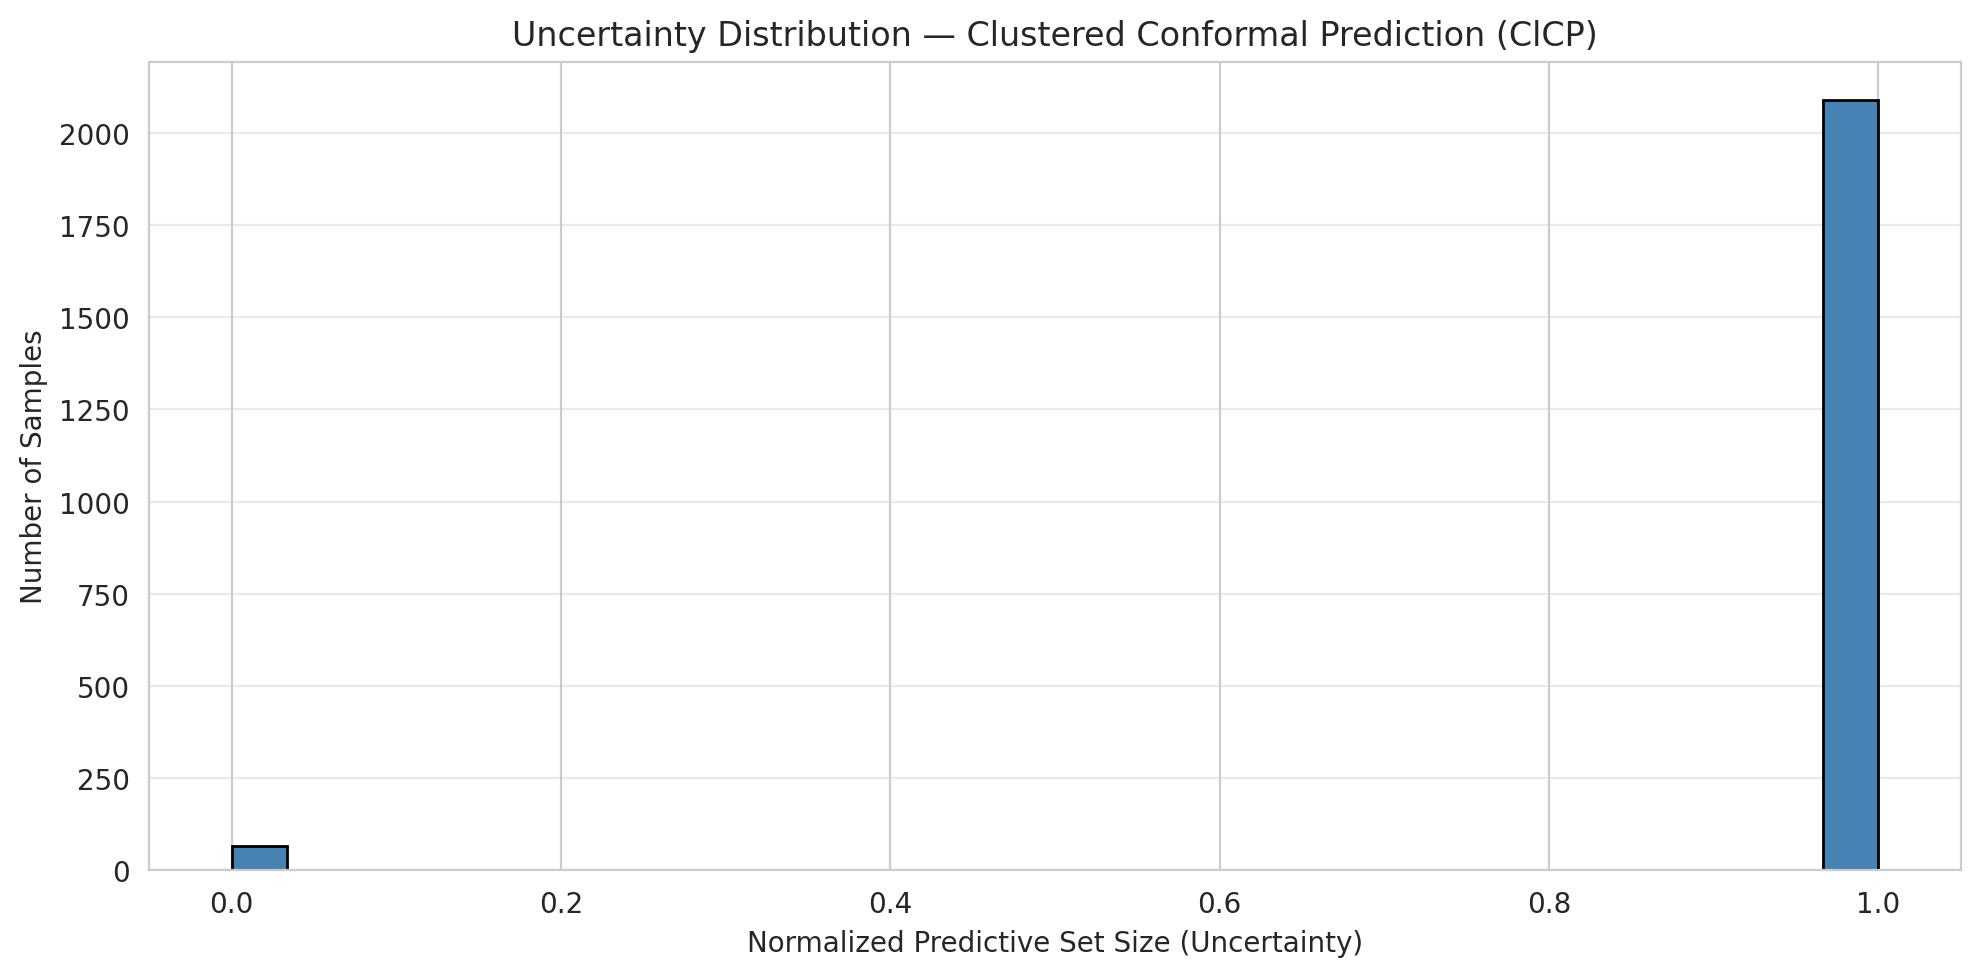 Uncertainty Distribution — Clustered Conformal Prediction (ClCP)
Number of Samples
2000
1750
1500
1250
1000
750
500
250
0
0.0 0.2 0.4 0.6 0.8 1.0
Normalized Predictive Set Size (Uncertainty)